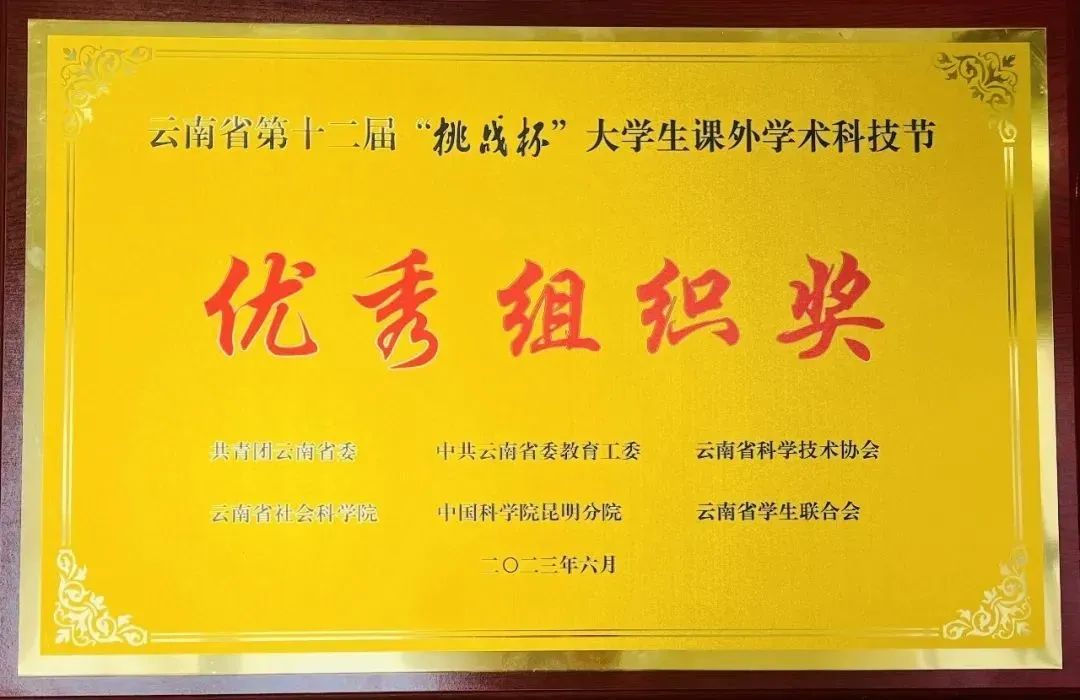 云南省第十二届“挑战杯”大学生课外学术科技节
优秀组织奖
共青团云南省委 中共云南省委教育工委 云南省科学技术协会
云南省社会科学院 中国科学院昆明分院 云南省学生联合会
二〇二三年六月